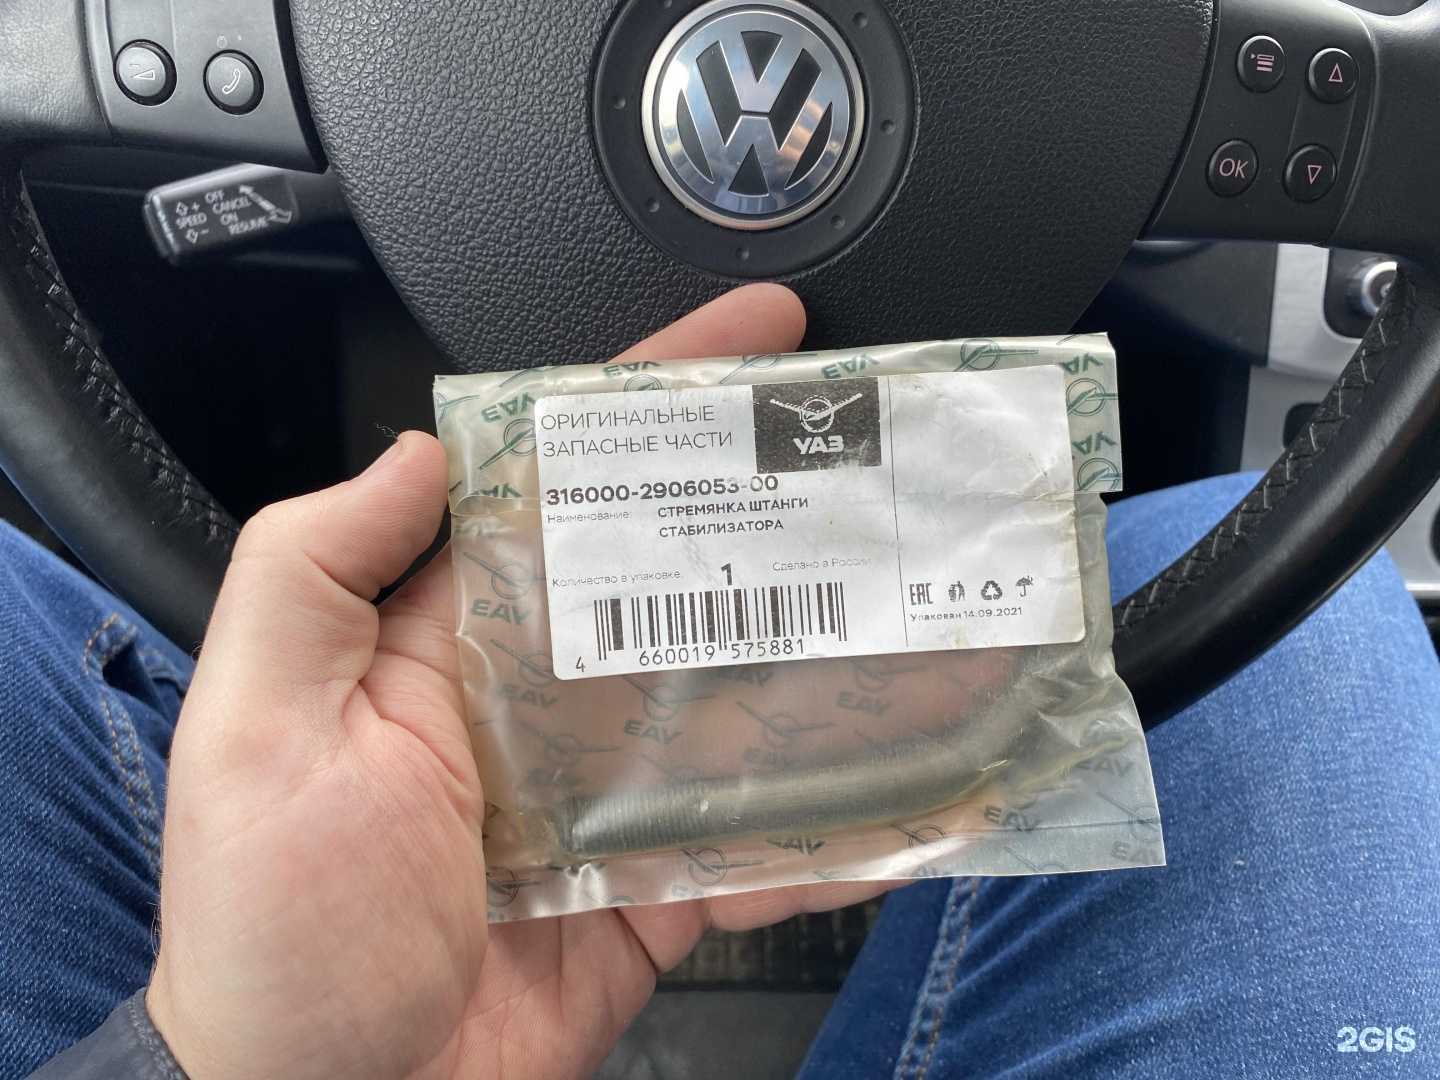 OFF
CANCEL
SPEED
ON
RESUME
OK
ОРИГИНАЛЬНЫЕ
ЗАПАСНЫЕ ЧАСТИ
УАЗ
316000-2906053-00
Наименование:
СТРЕМЯНКА ШТАНГИ
СТАБИЛИЗАТОРА
Количество в упаковке:
1
Сделано в России
EAC
Упакован 14.09.2021
4 660019 575881
2GIS